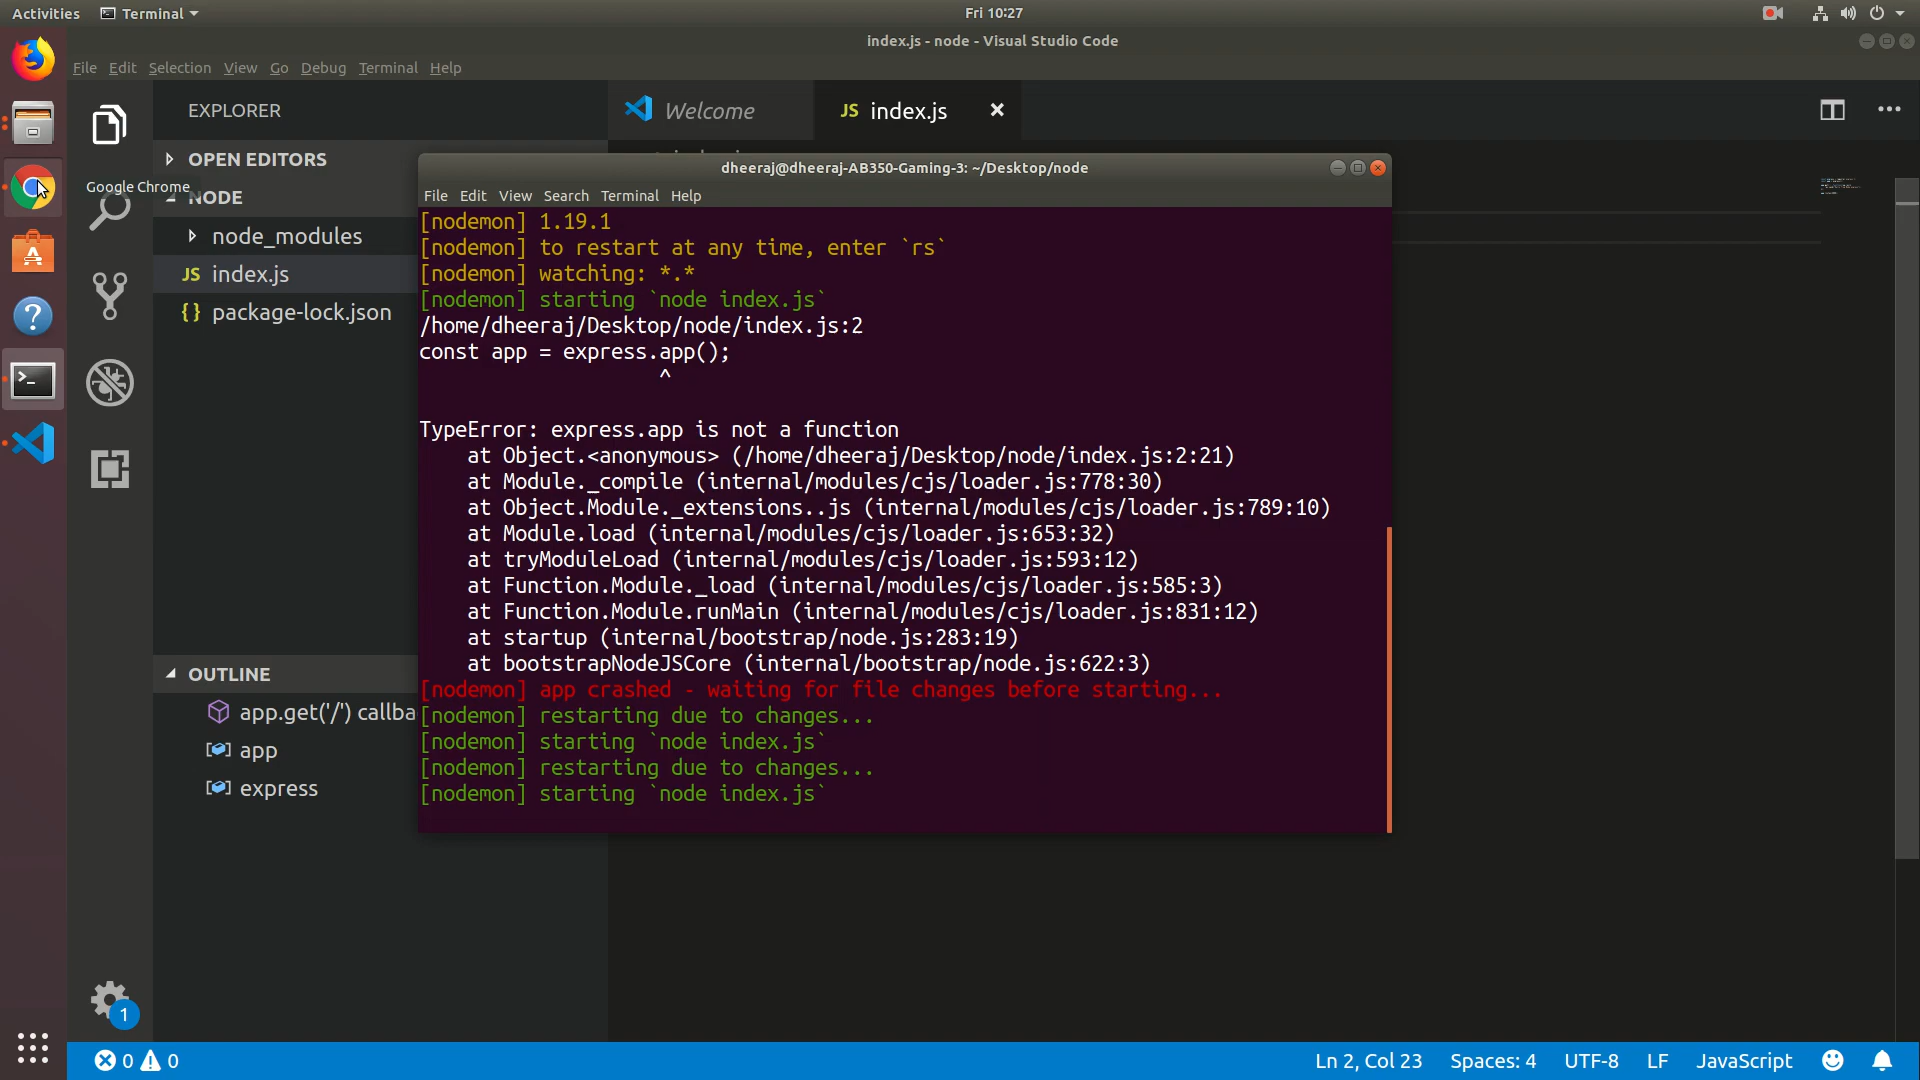 Activities
Terminal
Fri 10:27
index.js - node - Visual Studio Code
File Edit Selection View Go Debug Terminal Help
EXPLORER
Welcome
JS index.js
OPEN EDITORS
Google Chrome
NODE
node_modules
JS index.js
{ } package-lock.json
OUTLINE
app.get('/') callba
app
express
1
dheeraj@dheeraj-AB350-Gaming-3: ~/Desktop/node
File Edit View Search Terminal Help
[nodemon] 1.19.1
[nodemon] to restart at any time, enter `rs`
[nodemon] watching: *.*
[nodemon] starting `node index.js`
/home/dheeraj/Desktop/node/index.js:2
const app = express.app();
^
TypeError: express.app is not a function
at Object.<anonymous> (/home/dheeraj/Desktop/node/index.js:2:21)
at Module._compile (internal/modules/cjs/loader.js:778:30)
at Object.Module._extensions..js (internal/modules/cjs/loader.js:789:10)
at Module.load (internal/modules/cjs/loader.js:653:32)
at tryModuleLoad (internal/modules/cjs/loader.js:593:12)
at Function.Module._load (internal/modules/cjs/loader.js:585:3)
at Function.Module.runMain (internal/modules/cjs/loader.js:831:12)
at startup (internal/bootstrap/node.js:283:19)
at bootstrapNodeJSCore (internal/bootstrap/node.js:622:3)
[nodemon] app crashed - waiting for file changes before starting...
[nodemon] restarting due to changes...
[nodemon] starting `node index.js`
[nodemon] restarting due to changes...
[nodemon] starting `node index.js`
0 0
Ln 2, Col 23 Spaces: 4 UTF-8 LF JavaScript